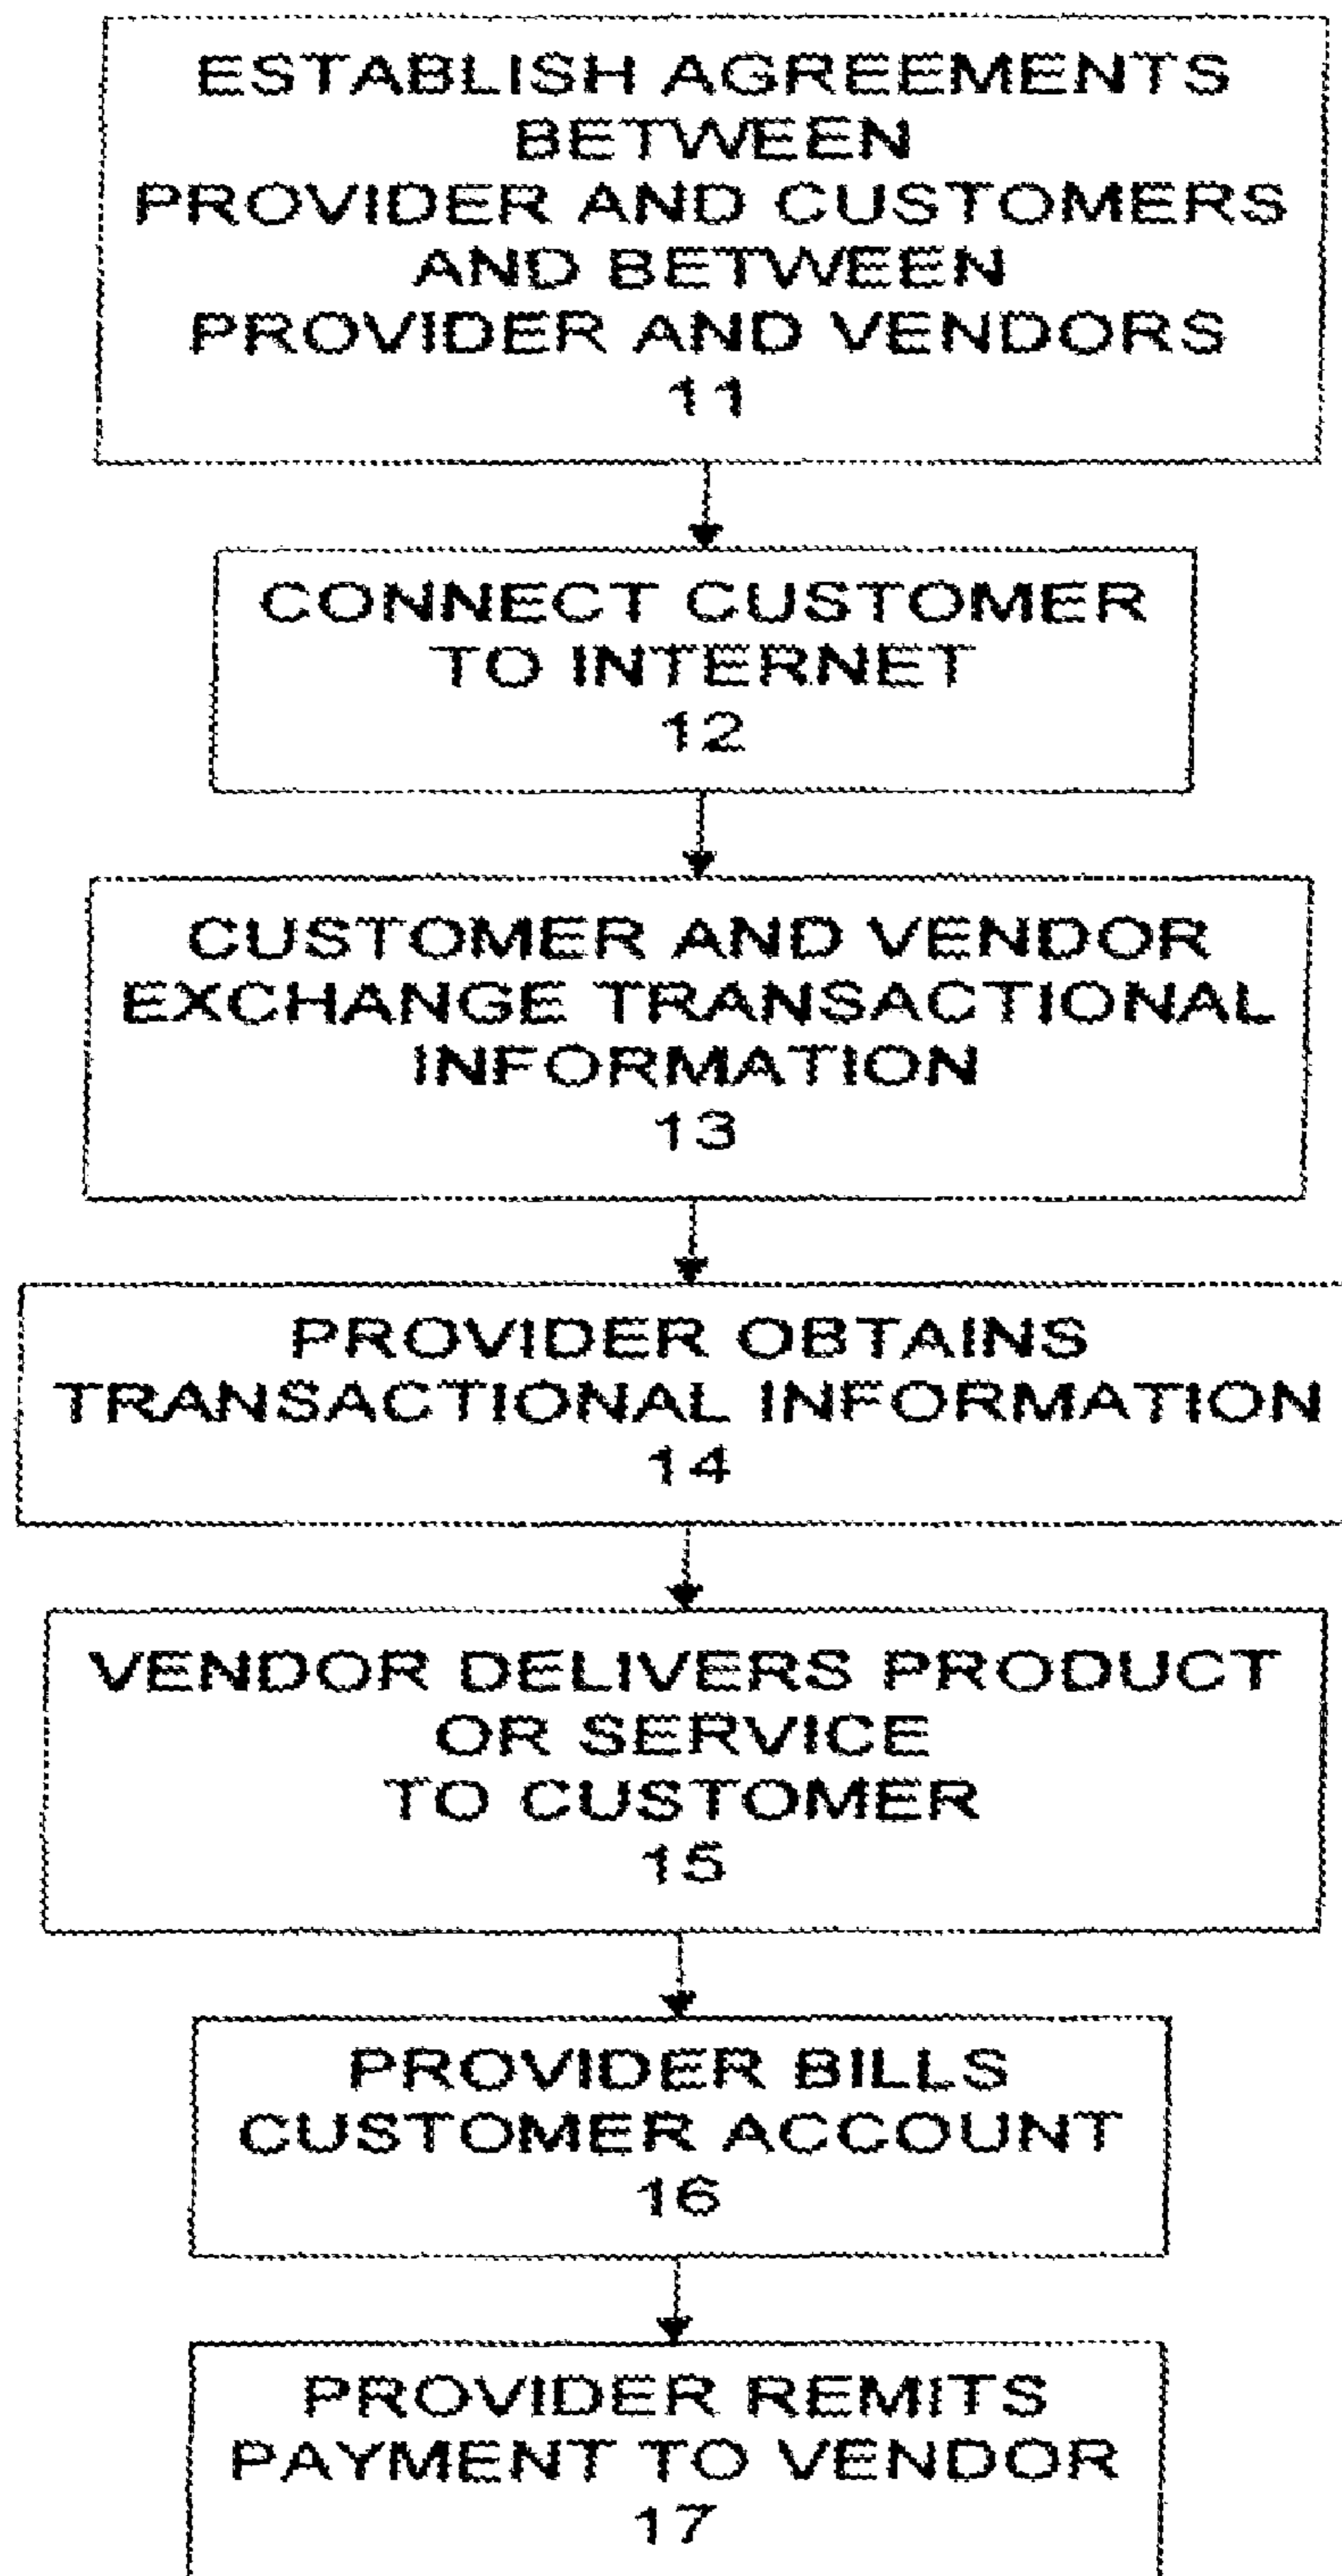 ESTABLISH AGREEMENTS
BETWEEN
PROVIDER AND CUSTOMERS
AND BETWEEN
PROVIDER AND VENDORS
11
CONNECT CUSTOMER
TO INTERNET
12
CUSTOMER AND VENDOR
EXCHANGE TRANSACTIONAL
INFORMATION
13
PROVIDER OBTAINS
TRANSACTIONAL INFORMATION
14
VENDOR DELIVERS PRODUCT
OR SERVICE
TO CUSTOMER
15
PROVIDER BILLS
CUSTOMER ACCOUNT
16
PROVIDER REMITS
PAYMENT TO VENDOR
17